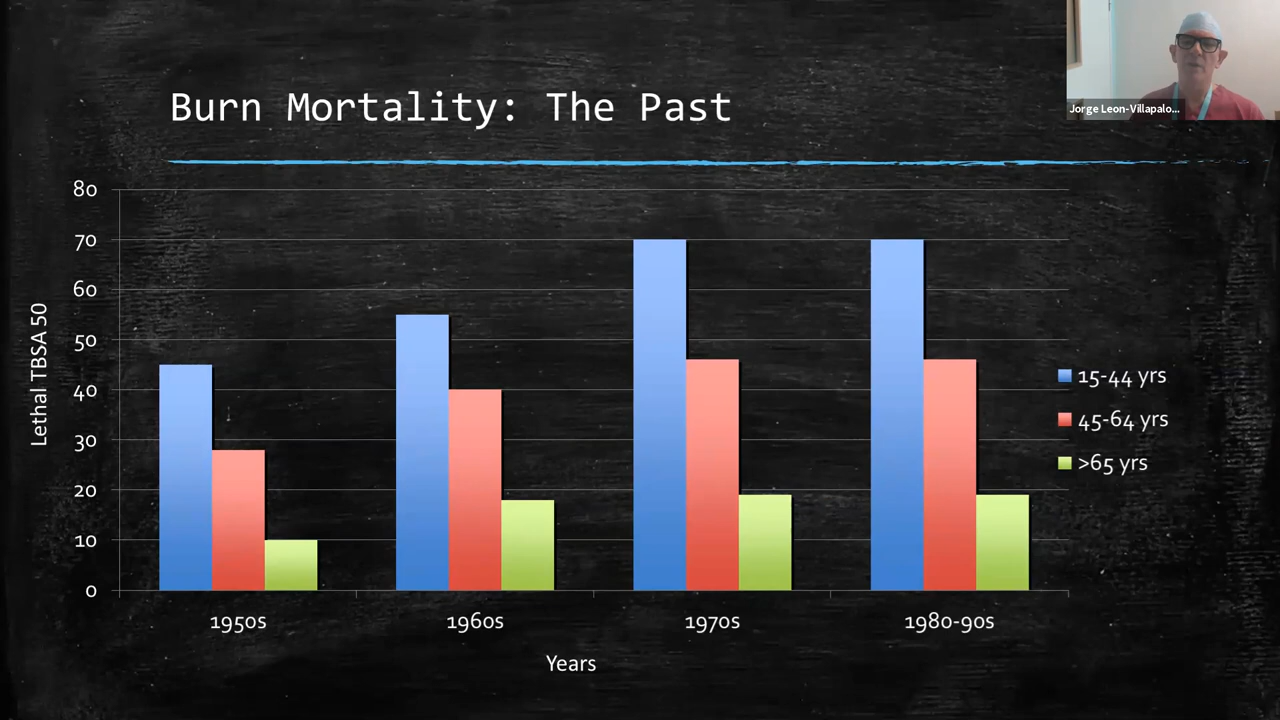 Burn Mortality: The Past
Jorge Leon-Villapalo...
Lethal TBSA 50
80
70
60
50
40
30
20
10
0
1950s
1960s
1970s
1980-90s
Years
15-44 yrs
45-64 yrs
>65 yrs